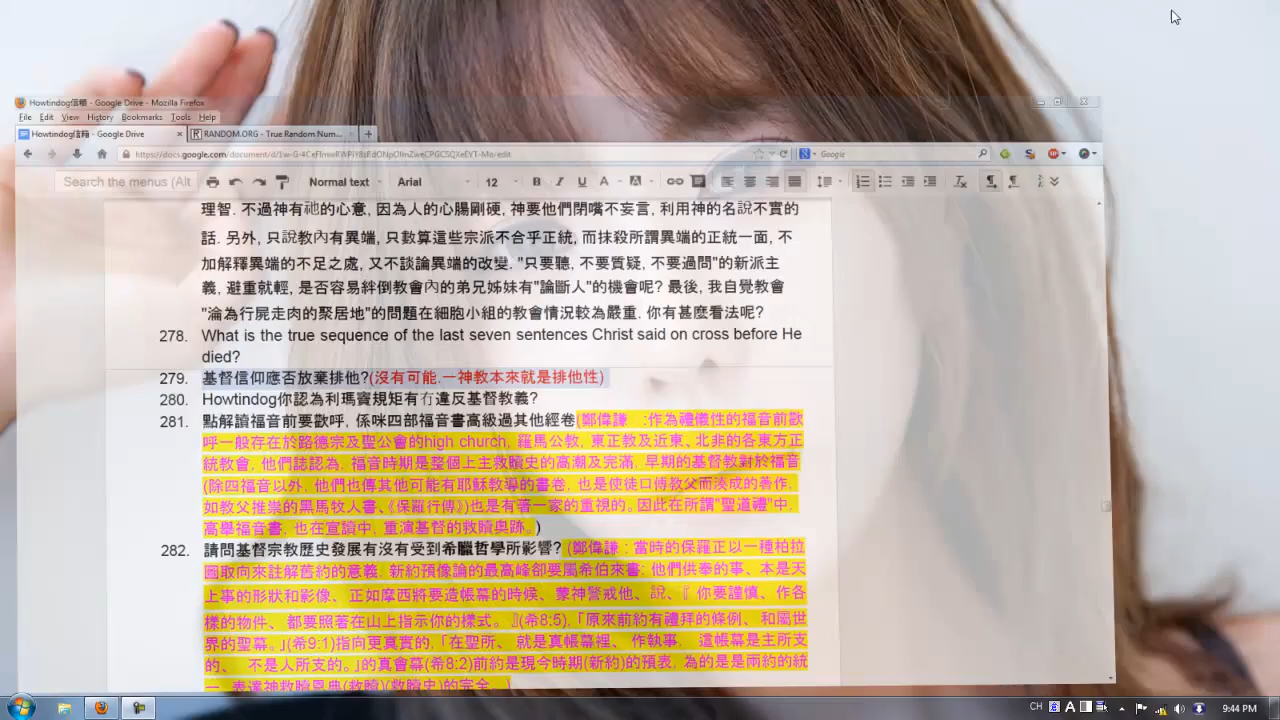 Howtindog信箱 - Google Drive - Mozilla Firefox
File Edit View History Bookmarks Tools Help
Howtindog信箱 - Google Drive × RANDOM.ORG - True Random Num...
Google
Search the menus (Alt Normal text Arial 12
理智. 不過神有祂的心意, 因為人的心腸剛硬, 神要他們閉嘴不妄言, 利用神的名說不實的
話. 另外, 只說教內有異端, 只數算這些宗派不合乎正統, 而抹殺所謂異端的正統一面, 不
加解釋異端的不足之處, 又不談論異端的改變. "只要聽, 不要質疑, 不要過問"的新派主
義, 避重就輕, 是否容易絆倒教會內的弟兄姊妹有"論斷人"的機會呢? 最後, 我自覺教會
"淪為行屍走肉的聚居地"的問題在細胞小組的教會情況較為嚴重. 你有甚麼看法呢?
278. What is the true sequence of the last seven sentences Christ said on cross before He
died?
279. 基督信仰應否放棄排他?(沒有可能.一神教本來就是排他性)
280. Howtindog你認為利瑪竇規矩有冇違反基督教義?
281. 點解讀福音前要歡呼, 係咪四部福音書高級過其他經卷(鄭偉謙 :作為禮儀性的福音前歡
呼一般存在於路德宗及聖公會的high church, 羅馬公教, 東正教及近東、北非的各東方正
統教會, 他們認認為, 福音時期是整個上主救贖史的高潮及完滿, 早期的基督教對於福音
(除四福音以外, 他們也傳其他可能有耶穌教導的書卷, 也是使徒口傳教父而湊成的著作,
如教父推崇的黑馬牧人書、《保羅行傳》)也是有著一家的重視的。因此在所謂"聖道禮"中,
高舉福音書, 也在宣讀中, 重演基督的救贖奧跡。)
282. 請問基督宗教歷史發展有沒有受到希臘哲學所影響? (鄭偉謙 : 當時的保羅正以一種柏拉
圖取向來註解舊約的意義, 新約預像論的最高峰卻要屬希伯來書: 他們供奉的事、本是天
上事的形狀和影像、正如摩西將要造帳幕的時候、蒙神警戒他、說、『 你要謹慎、作各
樣的物件、都要照著在山上指示你的樣式。』(希8:5),「原來前約有禮拜的條例、和屬世
界的聖幕。」(希9:1)指向更真實的,「在聖所、 就是真帳幕裡、 作執事. 這帳幕是主所支
的、 不是人所支的。」的真會幕(希8:2)前約是現今時期(新約)的預表, 為的是是兩約的統
一, 表達神救贖恩典(救贖)(救贖史)的完全。)
CH 9:44 PM